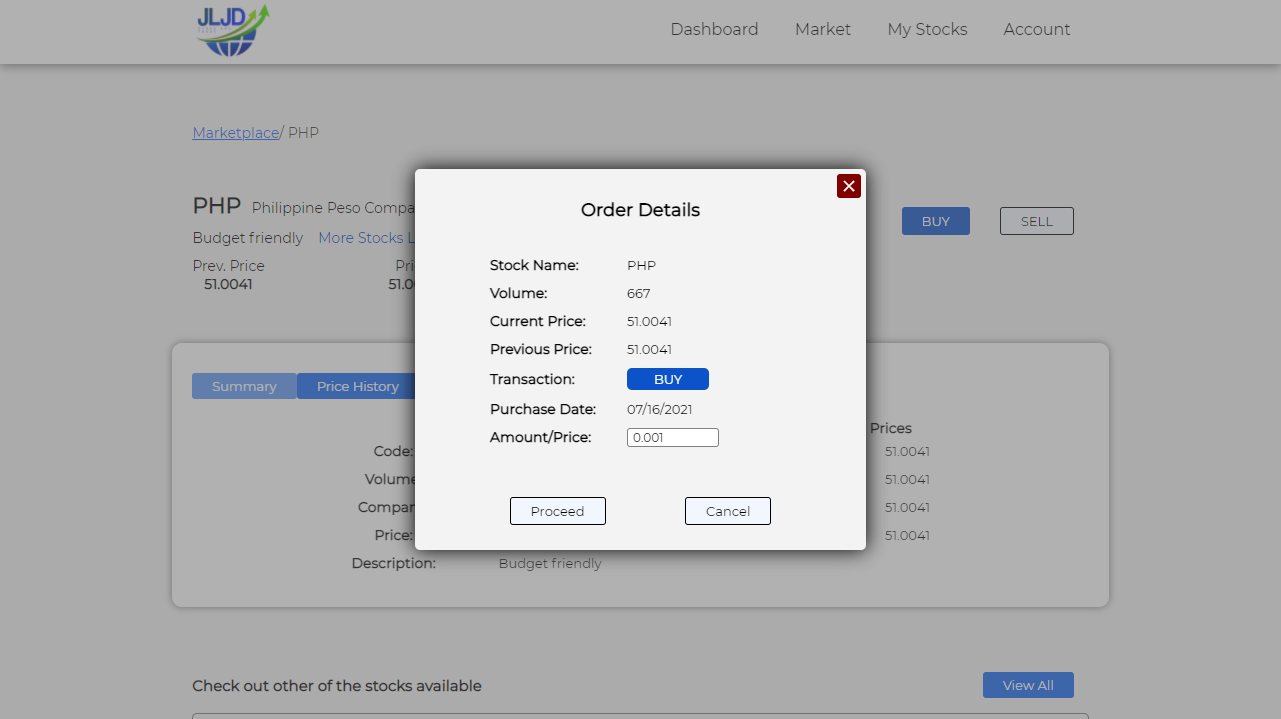 JLJD
Dashboard Market My Stocks Account
Marketplace/ PHP
PHP Philippine Peso Compa
Budget friendly More Stocks L
BUY SELL
Prev. Price Pri
51.0041 51.0
Order Details
Stock Name: PHP
Volume: 667
Current Price: 51.0041
Previous Price: 51.0041
Transaction: BUY
Purchase Date: 07/16/2021
Amount/Price: 0.001
Proceed Cancel
Summary Price History
Prices
Code: 51.0041
Volume 51.0041
Compar 51.0041
Price: 51.0041
Description: Budget friendly
Check out other of the stocks available View All